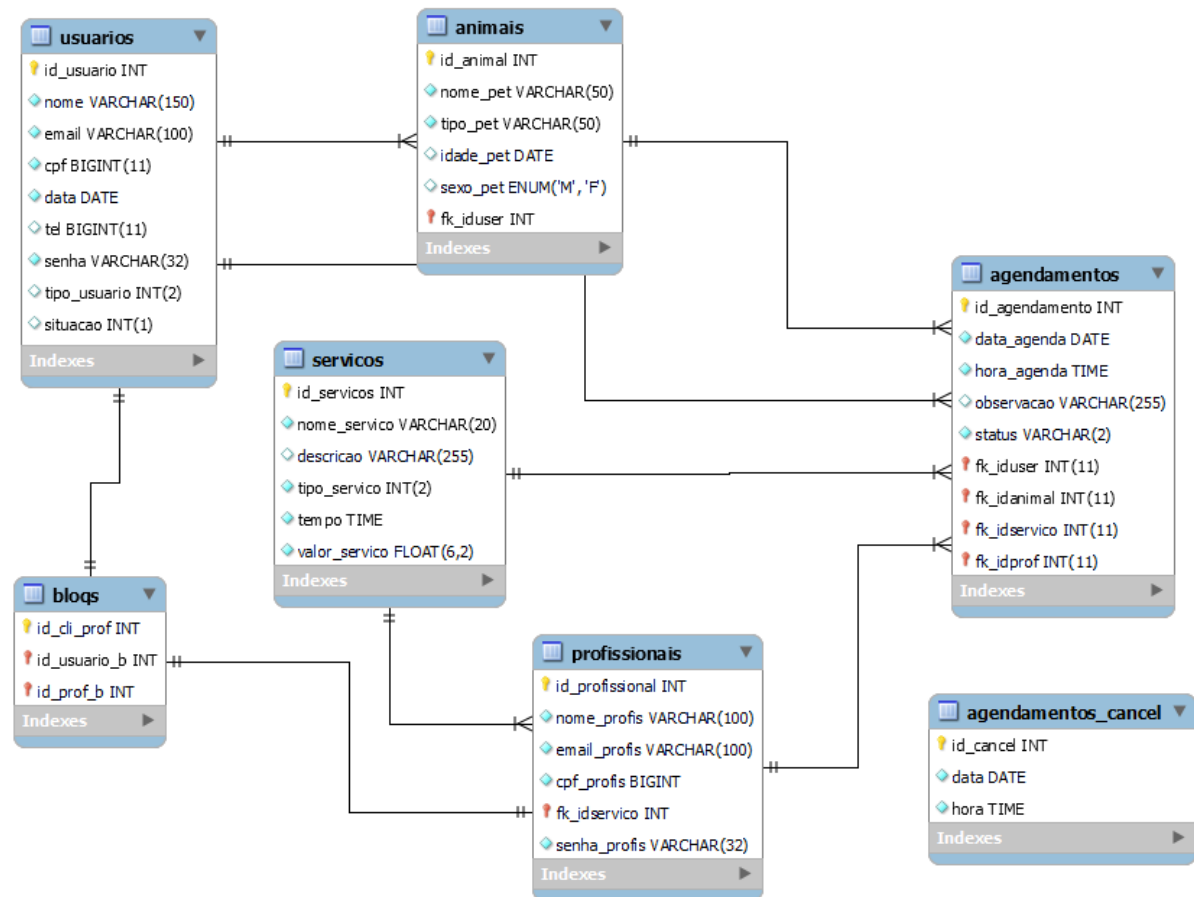 usuarios
id_usuario INT
nome VARCHAR(150)
email VARCHAR(100)
cpf BIGINT(11)
data DATE
tel BIGINT(11)
senha VARCHAR(32)
tipo_usuario INT(2)
situacao INT(1)
Indexes
animais
id_animal INT
nome_pet VARCHAR(50)
tipo_pet VARCHAR(50)
idade_pet DATE
sexo_pet ENUM('M', 'F')
fk_iduser INT
Indexes
agendamentos
id_agendamento INT
data_agenda DATE
hora_agenda TIME
observacao VARCHAR(255)
status VARCHAR(2)
fk_iduser INT(11)
fk_idanimal INT(11)
fk_idservico INT(11)
fk_idprof INT(11)
Indexes
servicos
id_servicos INT
nome_servico VARCHAR(20)
descricao VARCHAR(255)
tipo_servico INT(2)
tempo TIME
valor_servico FLOAT(6,2)
Indexes
bloqs
id_cli_prof INT
id_usuario_b INT
id_prof_b INT
Indexes
profissionais
id_profissional INT
nome_profis VARCHAR(100)
email_profis VARCHAR(100)
cpf_profis BIGINT
fk_idservico INT
senha_profis VARCHAR(32)
Indexes
agendamentos_cancel
id_cancel INT
data DATE
hora TIME
Indexes